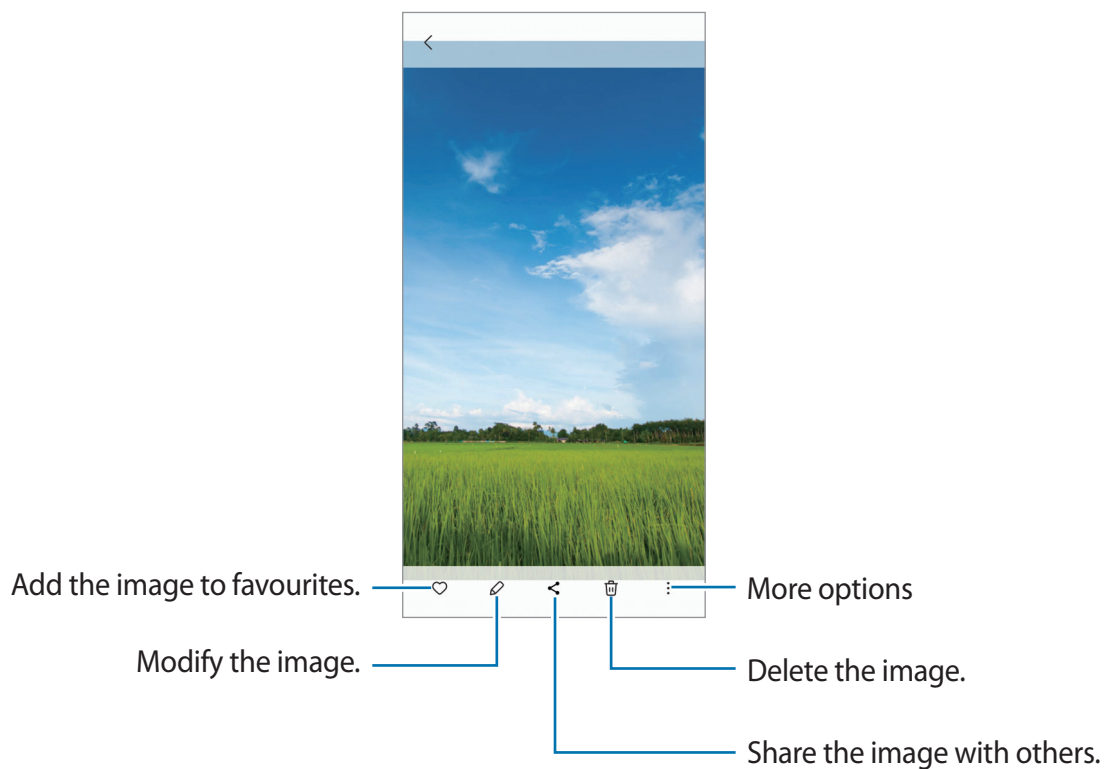 Add the image to favourites.
More options
Modify the image.
Delete the image.
Share the image with others.